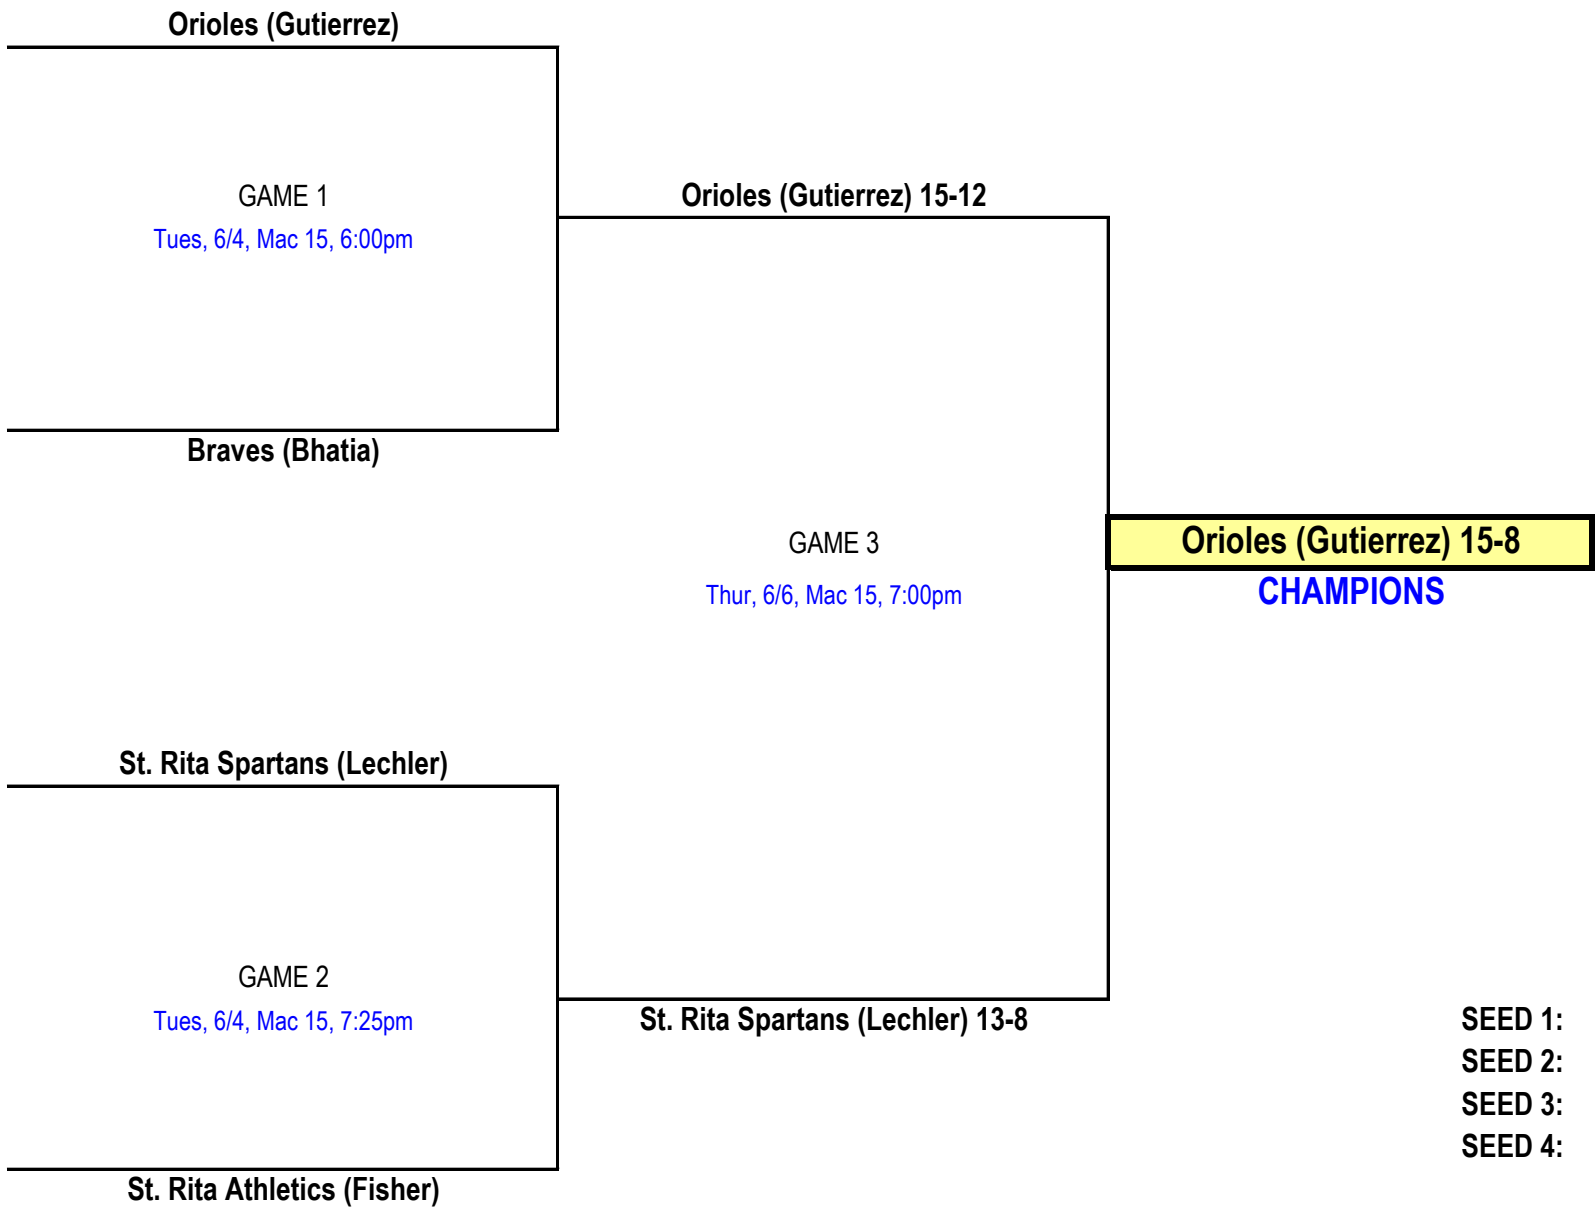 Orioles (Gutierrez)
GAME 1
Tues, 6/4, Mac 15, 6:00pm
Orioles (Gutierrez) 15-12
Braves (Bhatia)
GAME 3
Thur, 6/6, Mac 15, 7:00pm
Orioles (Gutierrez) 15-8
CHAMPIONS
St. Rita Spartans (Lechler)
GAME 2
Tues, 6/4, Mac 15, 7:25pm
St. Rita Spartans (Lechler) 13-8
St. Rita Athletics (Fisher)
SEED 1:
SEED 2:
SEED 3:
SEED 4: